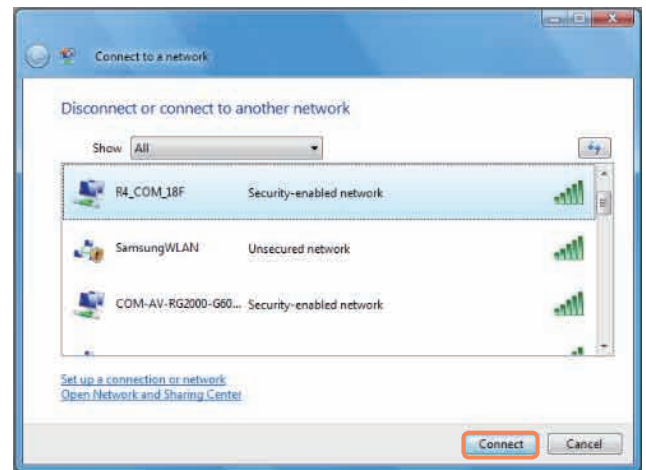 Connect to a network
Disconnect or connect to another network
Show All
R4_COM_18F Security-enabled network
SamsungWLAN Unsecured network
COM-AV-RG2000-G60... Security-enabled network
Set up a connection or network
Open Network and Sharing Center
Connect Cancel